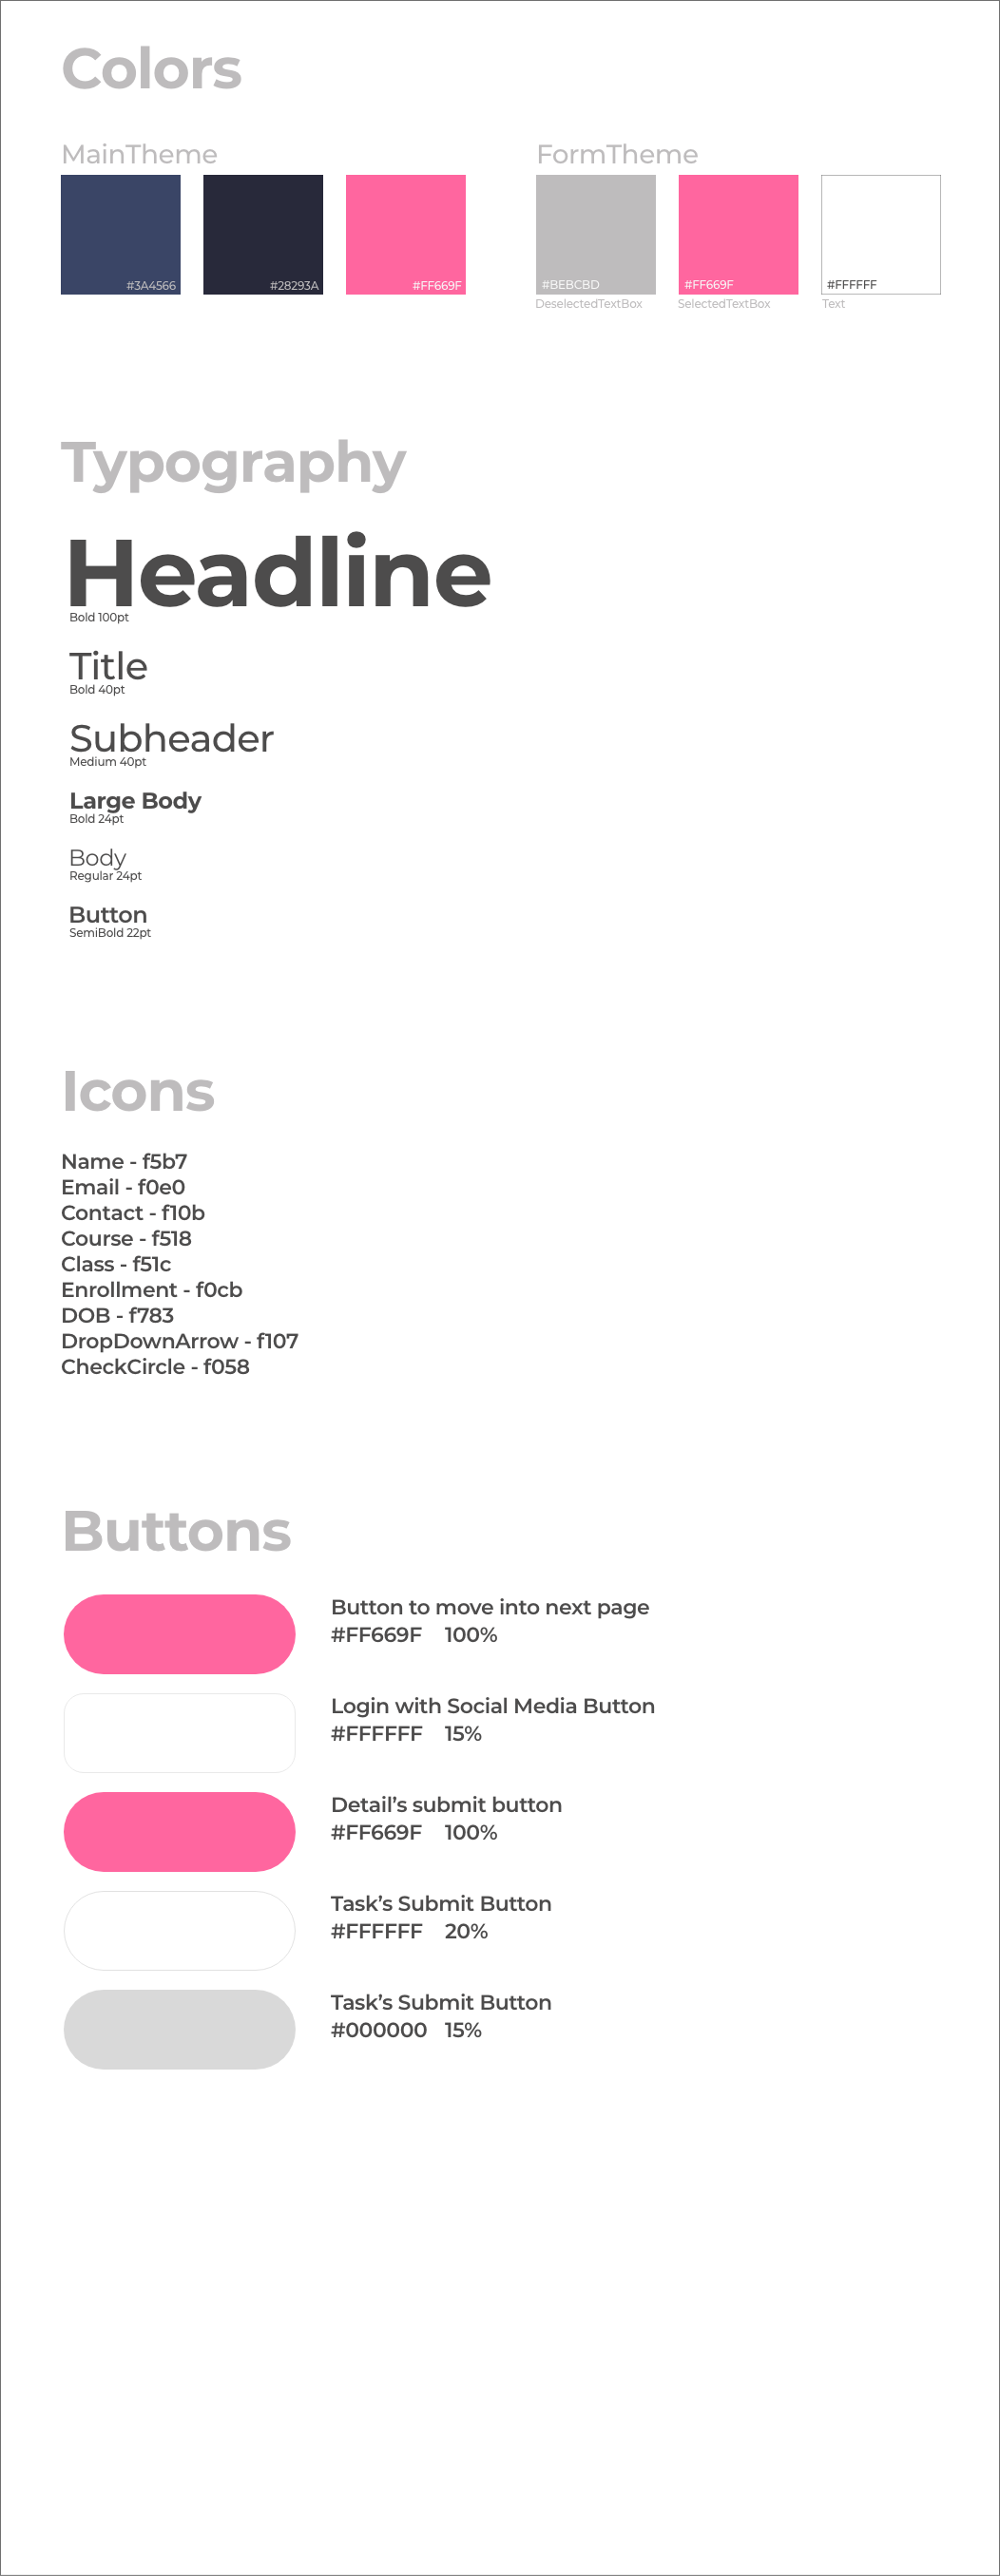 Colors
MainTheme
#3A4566
#28293A
#FF669F
FormTheme
#BEBCBD
#FF669F
#FFFFFF
DeselectedTextBox
SelectedTextBox
Text
Typography
Headline
Bold 100pt
Title
Bold 40pt
Subheader
Medium 40pt
Large Body
Bold 24pt
Body
Regular 24pt
Button
SemiBold 22pt
Icons
Name - f5b7
Email - f0e0
Contact - f10b
Course - f518
Class - f51c
Enrollment - f0cb
DOB - f783
DropDownArrow - f107
CheckCircle - f058
Buttons
Button to move into next page
#FF669F 100%
Login with Social Media Button
#FFFFFF 15%
Detail’s submit button
#FF669F 100%
Task’s Submit Button
#FFFFFF 20%
Task’s Submit Button
#000000 15%